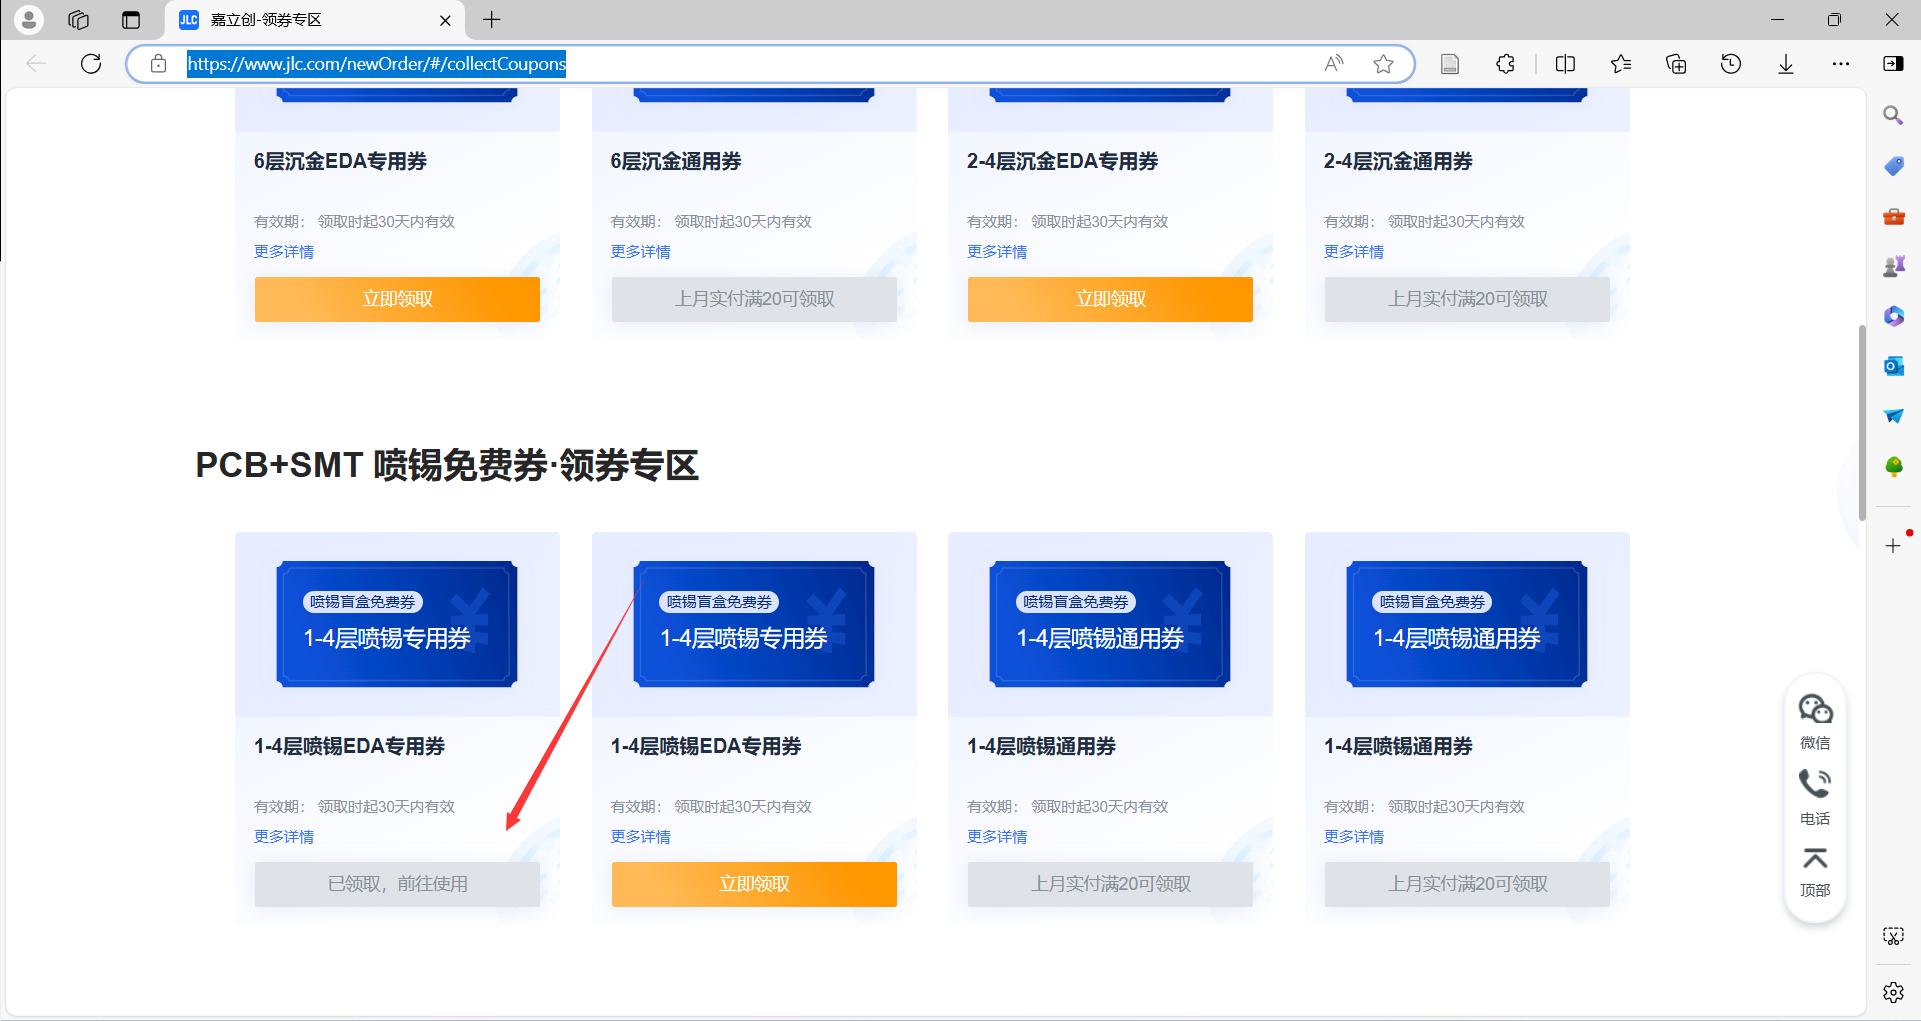 JLC 嘉立创-领券专区
https://www.jlc.com/newOrder/#/collectCoupons
6层沉金EDA专用券
有效期： 领取时起30天内有效
更多详情
立即领取
6层沉金通用券
有效期： 领取时起30天内有效
更多详情
上月实付满20可领取
2-4层沉金EDA专用券
有效期： 领取时起30天内有效
更多详情
立即领取
2-4层沉金通用券
有效期： 领取时起30天内有效
更多详情
上月实付满20可领取
PCB+SMT 喷锡免费券·领券专区
喷锡盲盒免费券
1-4层喷锡专用券
1-4层喷锡EDA专用券
有效期： 领取时起30天内有效
更多详情
已领取，前往使用
喷锡盲盒免费券
1-4层喷锡专用券
1-4层喷锡EDA专用券
有效期： 领取时起30天内有效
更多详情
立即领取
喷锡盲盒免费券
1-4层喷锡通用券
1-4层喷锡通用券
有效期： 领取时起30天内有效
更多详情
上月实付满20可领取
喷锡盲盒免费券
1-4层喷锡通用券
1-4层喷锡通用券
有效期： 领取时起30天内有效
更多详情
上月实付满20可领取
微信
电话
顶部